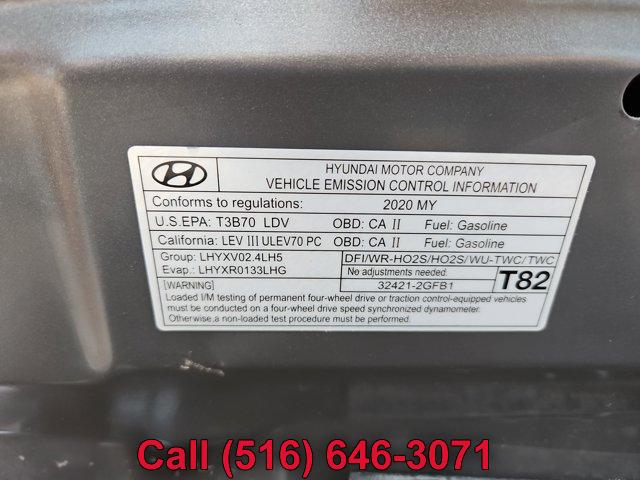 HYUNDAI MOTOR COMPANY
VEHICLE EMISSION CONTROL INFORMATION
Conforms to regulations: 2020 MY
U.S.EPA: T3B70 LDV OBD: CA II Fuel: Gasoline
California: LEV III ULEV70 PC OBD: CA II Fuel: Gasoline
Group: LHYXV02.4LH5 DFI/WR-HO2S/HO2S/WU-TWC/TWC
Evap.: LHYXR0133LHG No adjustments needed. T82
[WARNING] 32421-2GFB1
Loaded I/M testing of permanent four-wheel drive or traction control-equipped vehicles
must be conducted on a four-wheel drive speed synchronized dynamometer.
Otherwise,a non-loaded test procedure must be performed.
Call (516) 646-3071